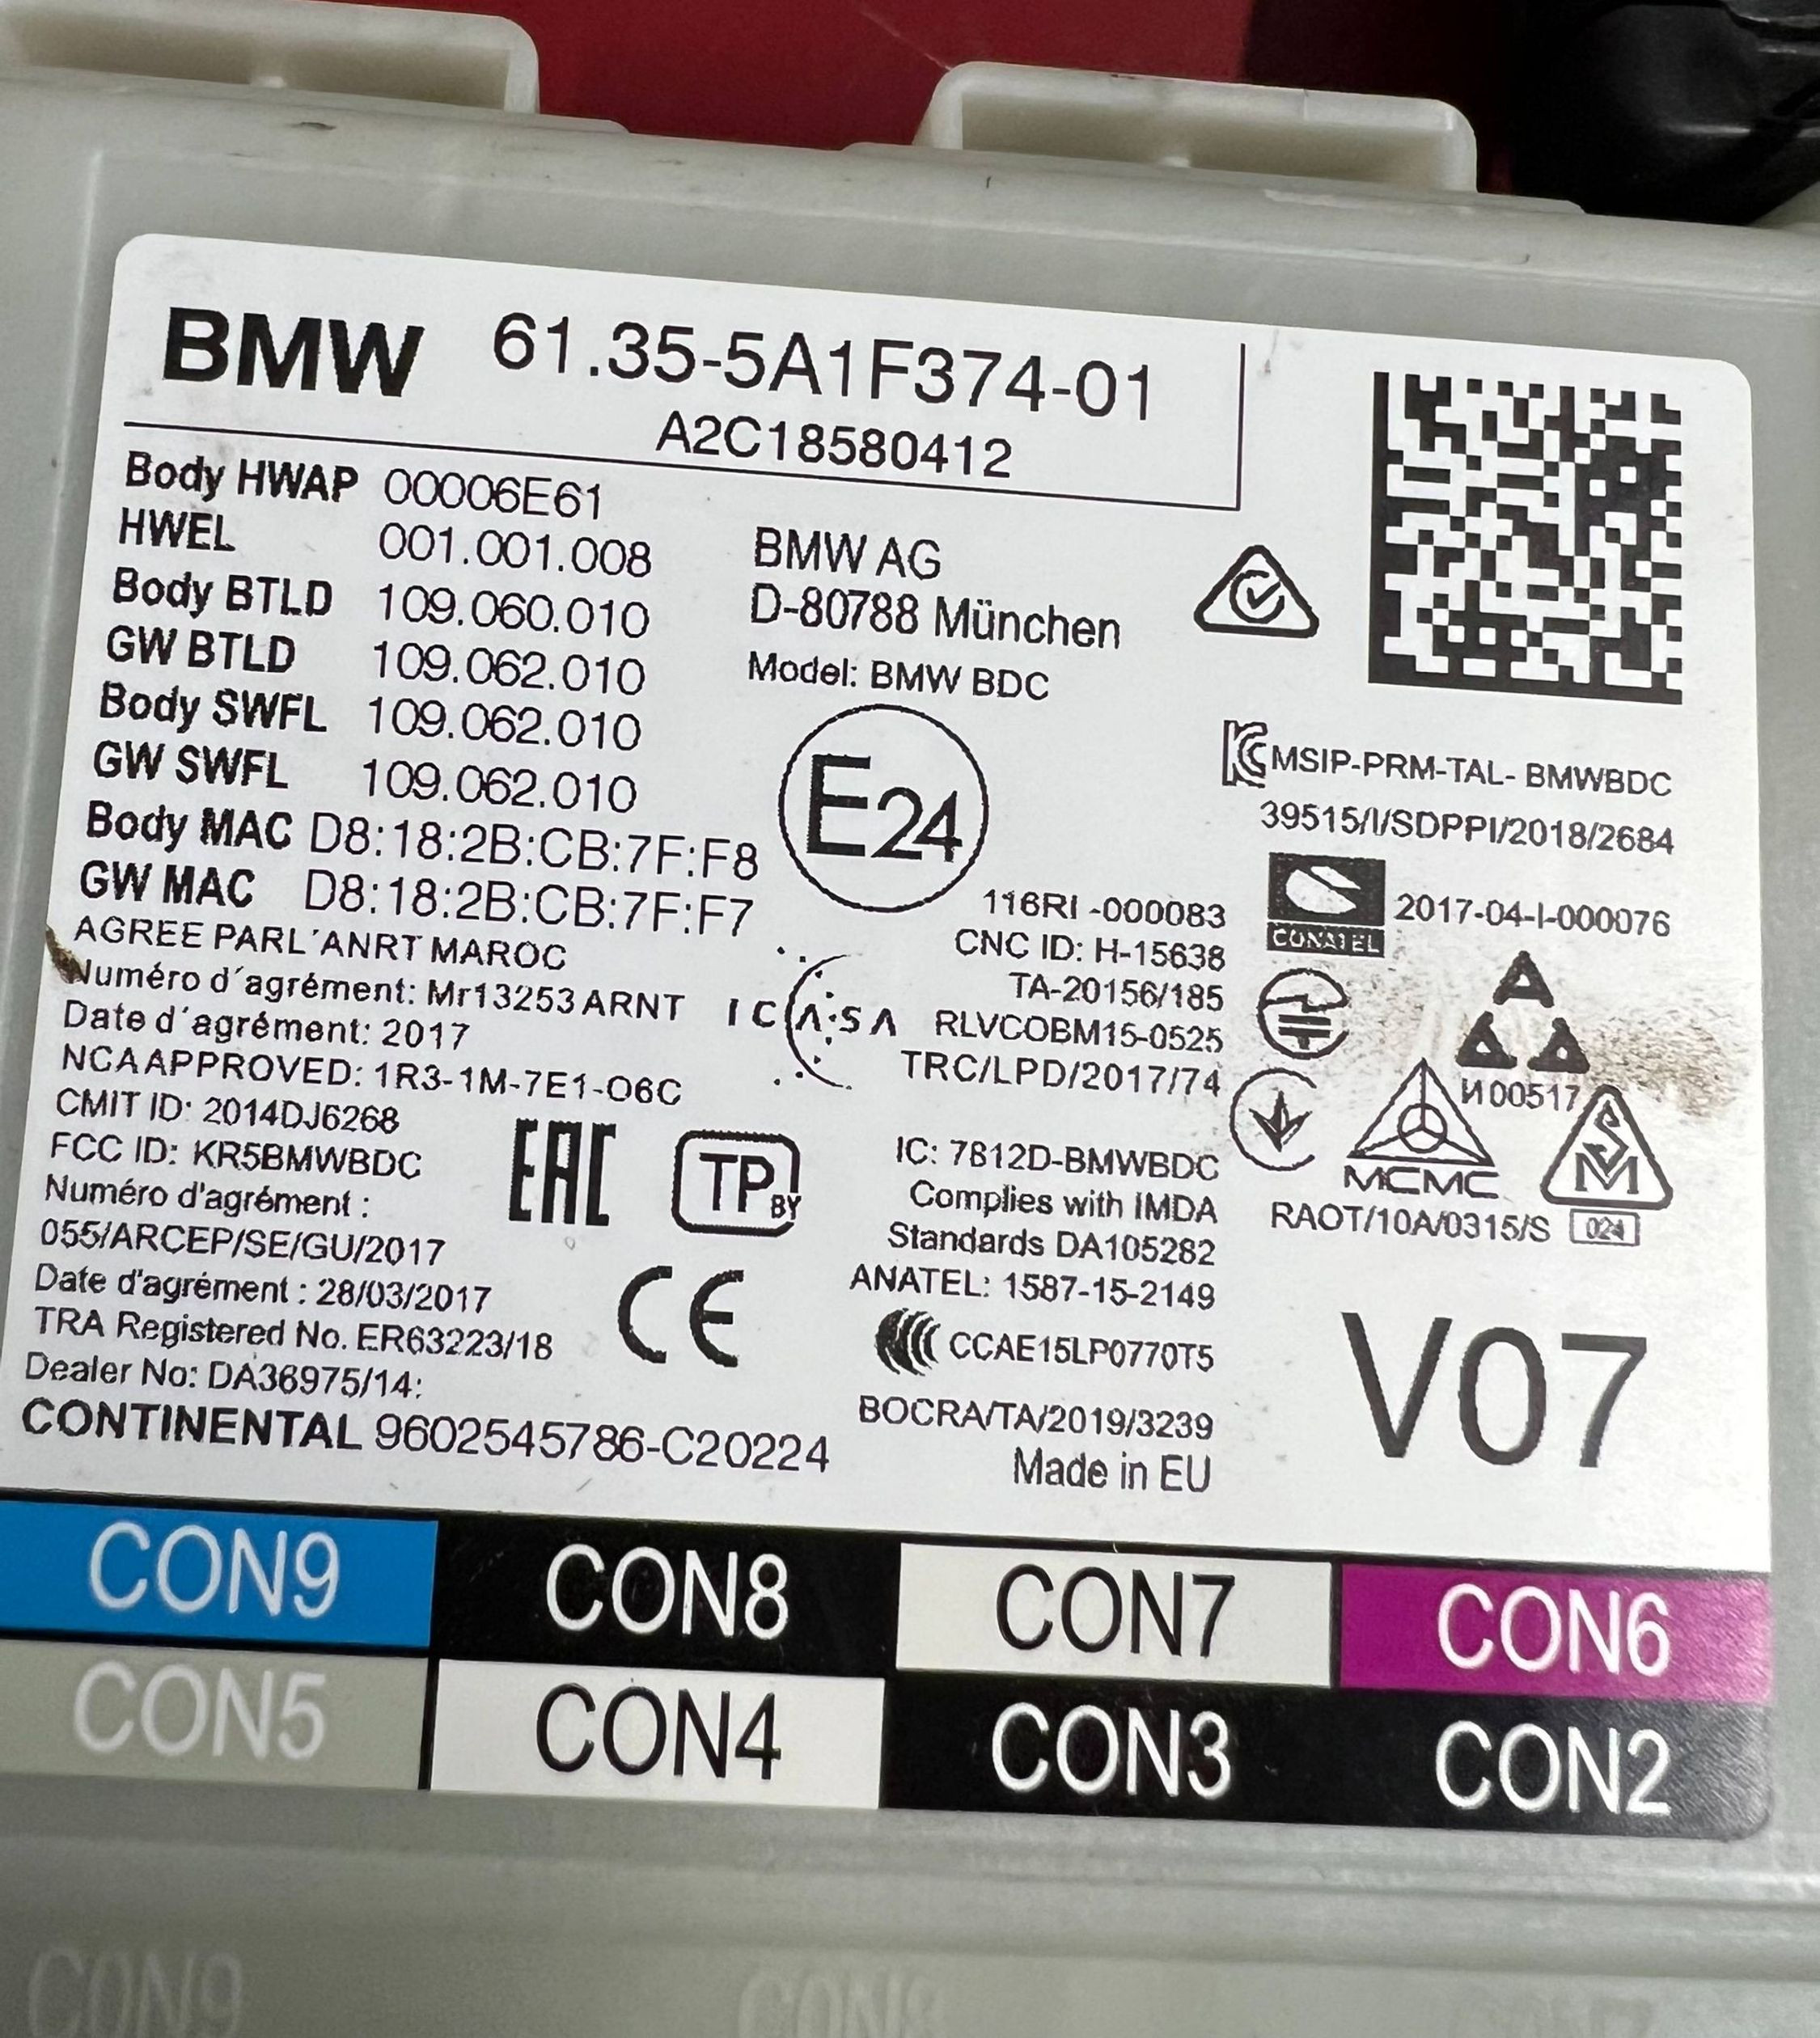 BMW 61.35-5A1F374-01
A2C18580412
Body HWAP 00006E61
HWEL 001.001.008
Body BTLD 109.060.010
GW BTLD 109.062.010
Body SWFL 109.062.010
GW SWFL 109.062.010
Body MAC D8:18:2B:CB:7F:F8
GW MAC D8:18:2B:CB:7F:F7
BMW AG
D-80788 München
Model: BMW BDC
E24
AGREE PARL´ANRT MAROC
Numéro d´agrément: Mr13253 ARNT
Date d´agrément: 2017
NCAAPPROVED: 1R3-1M-7E1-O6C
CMIT ID: 2014DJ6268
FCC ID: KR5BMWBDC
Numéro d'agrément :
055/ARCEP/SE/GU/2017
Date d'agrément : 28/03/2017
TRA Registered No. ER63223/18
Dealer No: DA36975/14:
CONTINENTAL 9602545786-C20224
ICASA
EAC
TP BY
CE
116RI -000083
CNC ID: H-15638
TA-20156/185
RLVCOBM15-0525
TRC/LPD/2017/74
IC: 7812D-BMWBDC
Complies with IMDA
Standards DA105282
ANATEL: 1587-15-2149
CCAE15LP0770T5
BOCRA/TA/2019/3239
Made in EU
MSIP-PRM-TAL- BMWBDC
39515/I/SDPPI/2018/2684
CONATEL 2017-04-I-000076
И00517
MCMC
SM
RAOT/10A/0315/S 024
V07
CON9 CON8 CON7 CON6
CON5 CON4 CON3 CON2
CON9 CON8